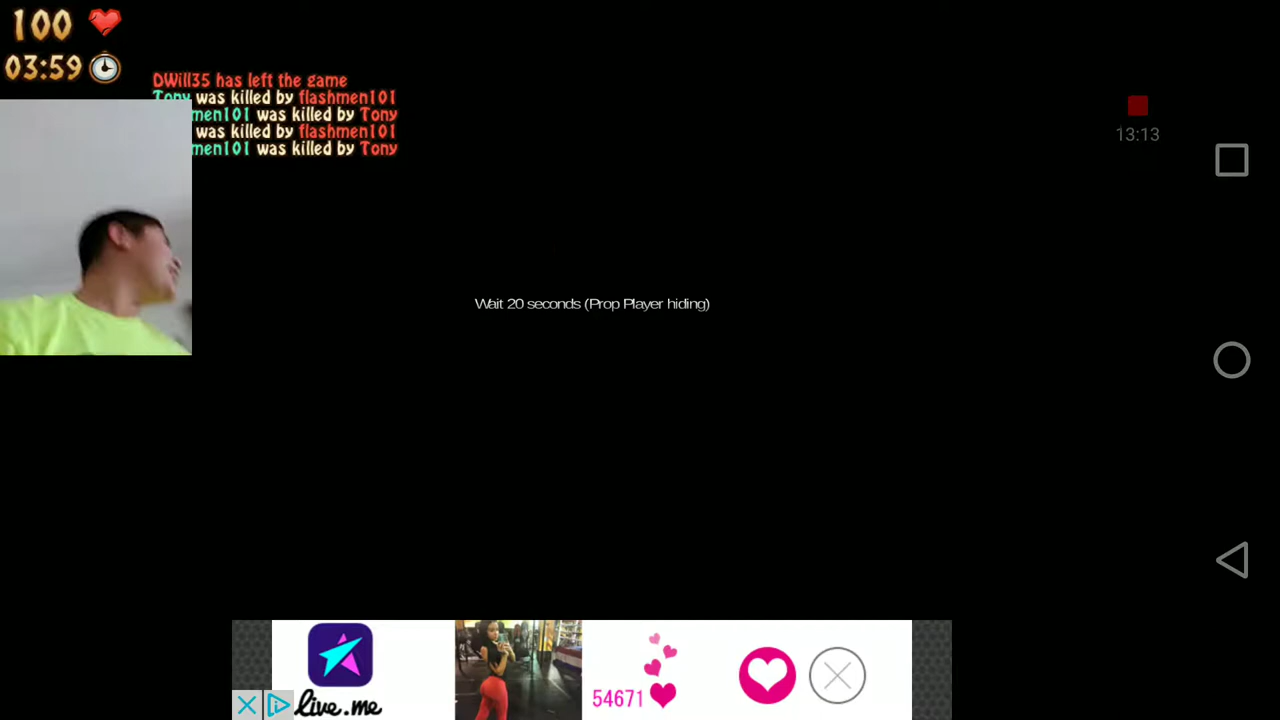 100
03:59
DWill35 has left the game
Tony was killed by flashmen101
men101 was killed by Tony
was killed by flashmen101
men101 was killed by Tony
13:13
Wait 20 seconds (Prop Player hiding)
54671
live.me